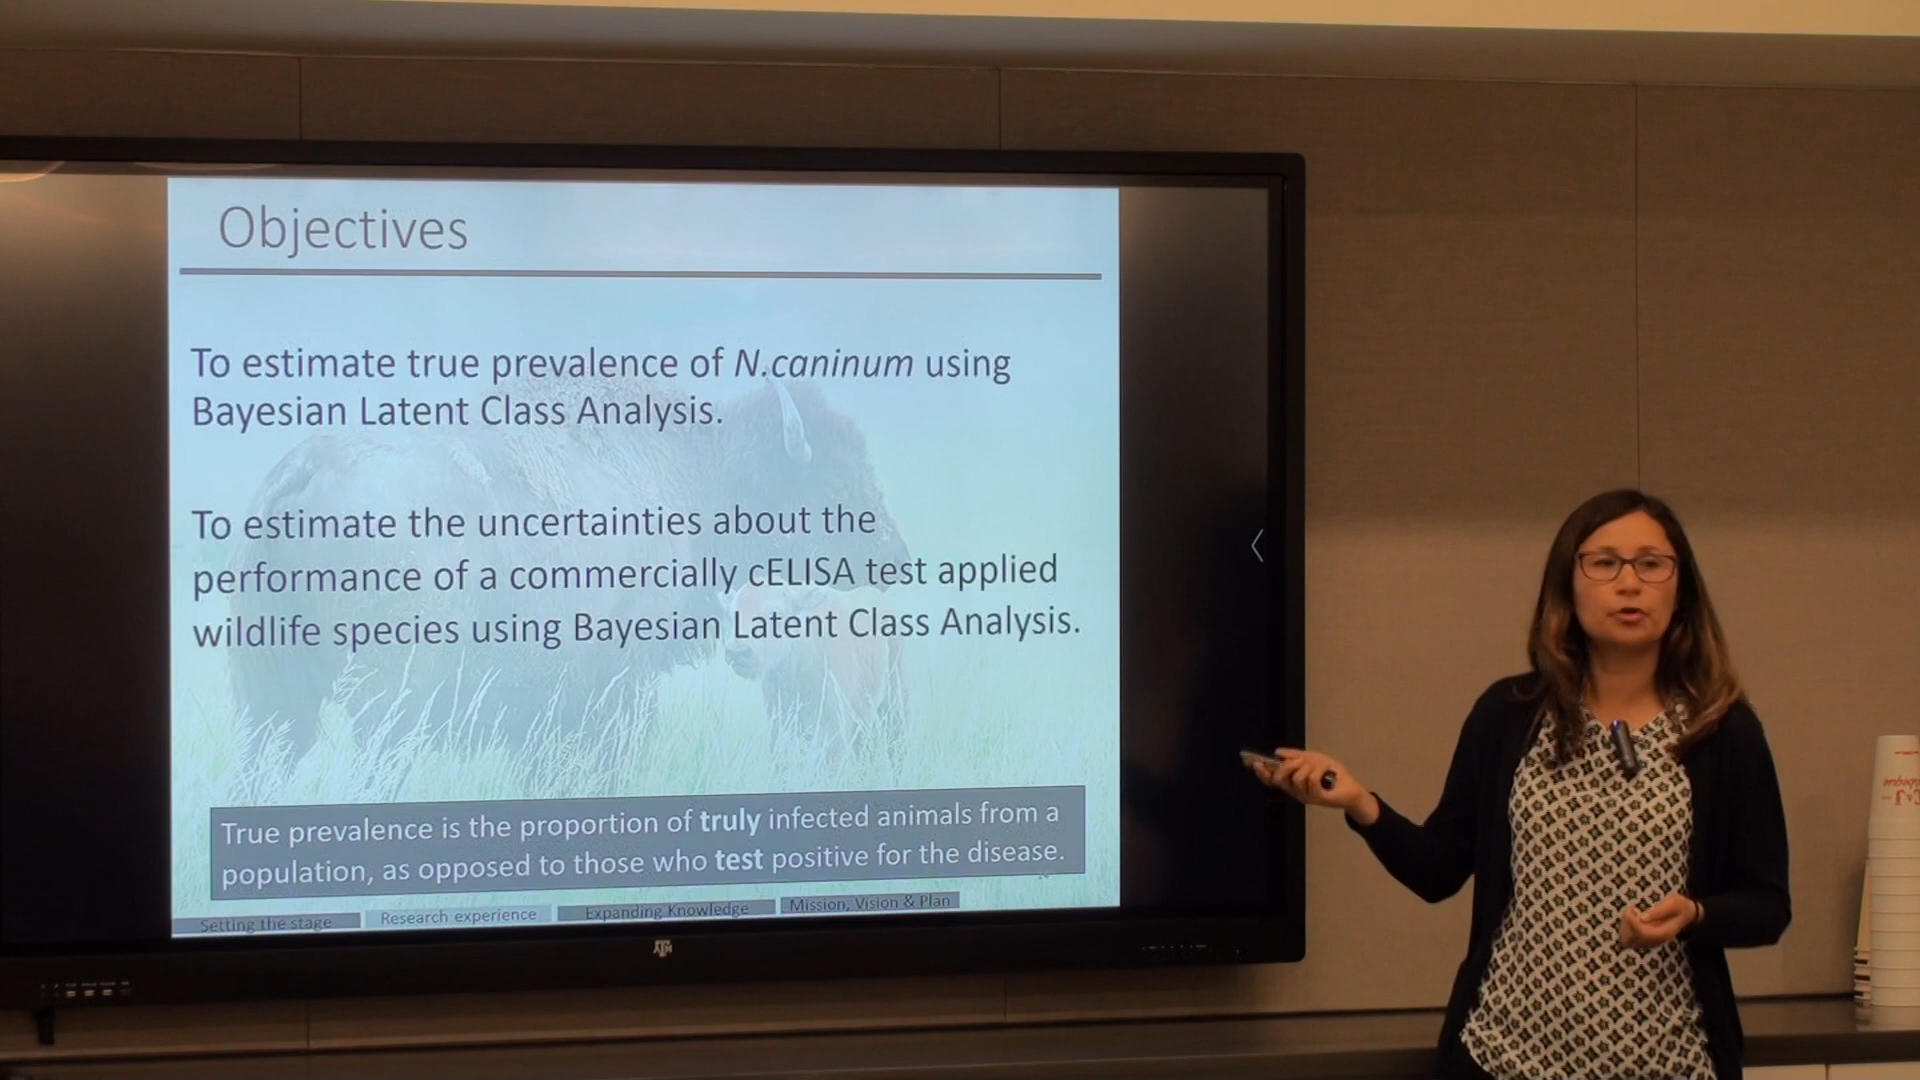 Objectives
To estimate true prevalence of N.caninum using
Bayesian Latent Class Analysis.
To estimate the uncertainties about the
performance of a commercially cELISA test applied
wildlife species using Bayesian Latent Class Analysis.
True prevalence is the proportion of truly infected animals from a
population, as opposed to those who test positive for the disease.
Setting the stage
Research experience
Expanding Knowledge
Mission, Vision & Plan
ATM